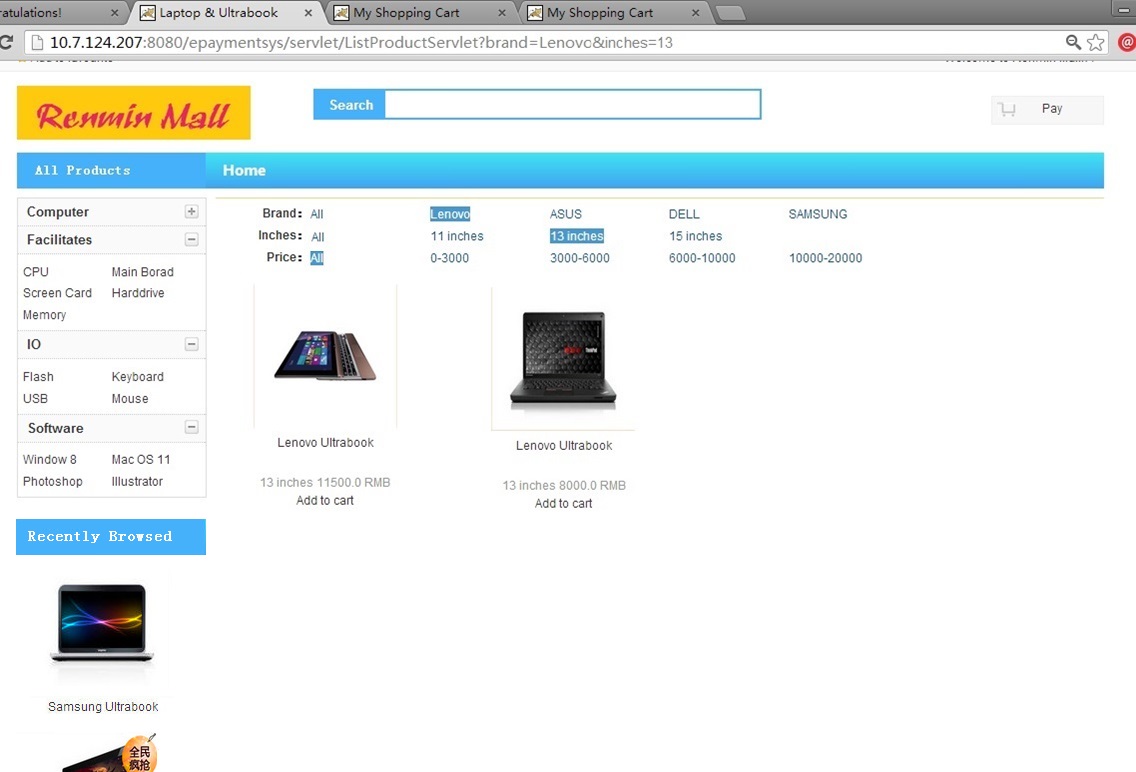 ratulations!
Laptop & Ultrabook
My Shopping Cart
My Shopping Cart
10.7.124.207:8080/epaymentsys/servlet/ListProductServlet?brand=Lenovo&inches=13
Renmin Mall
Search
Pay
All Products
Home
Computer
Facilitates
CPU Main Borad
Screen Card Harddrive
Memory
IO
Flash Keyboard
USB Mouse
Software
Window 8 Mac OS 11
Photoshop Illustrator
Brand: All Lenovo ASUS DELL SAMSUNG
Inches: All 11 inches 13 inches 15 inches
Price: All 0-3000 3000-6000 6000-10000 10000-20000
Lenovo Ultrabook
13 inches 11500.0 RMB
Add to cart
ThinkPad
Lenovo Ultrabook
13 inches 8000.0 RMB
Add to cart
Recently Browsed
Samsung Ultrabook
全民
疯抢